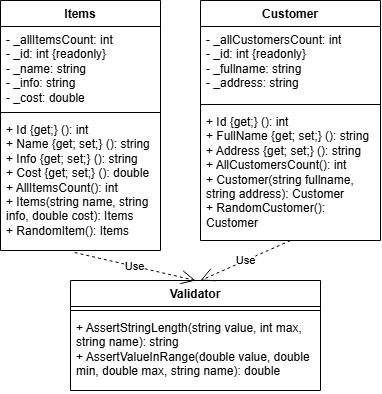 Items
- _allItemsCount: int
- _id: int {readonly}
- _name: string
- _info: string
- _cost: double
+ Id {get;} (): int
+ Name {get; set;} (): string
+ Info {get; set;} (): string
+ Cost {get; set;} (): double
+ AllItemsCount(): int
+ Items(string name, string
info, double cost): Items
+ RandomItem(): Items
Customer
- _allCustomersCount: int
- _id: int {readonly}
- _fullname: string
- _address: string
+ Id {get;} (): int
+ FullName {get; set;} (): string
+ Address {get; set;} (): string
+ AllCustomersCount(): int
+ Customer(string fullname,
string address): Customer
+ RandomCustomer():
Customer
Use
Use
Validator
+ AssertStringLength(string value, int max,
string name): string
+ AssertValueInRange(double value, double
min, double max, string name): double